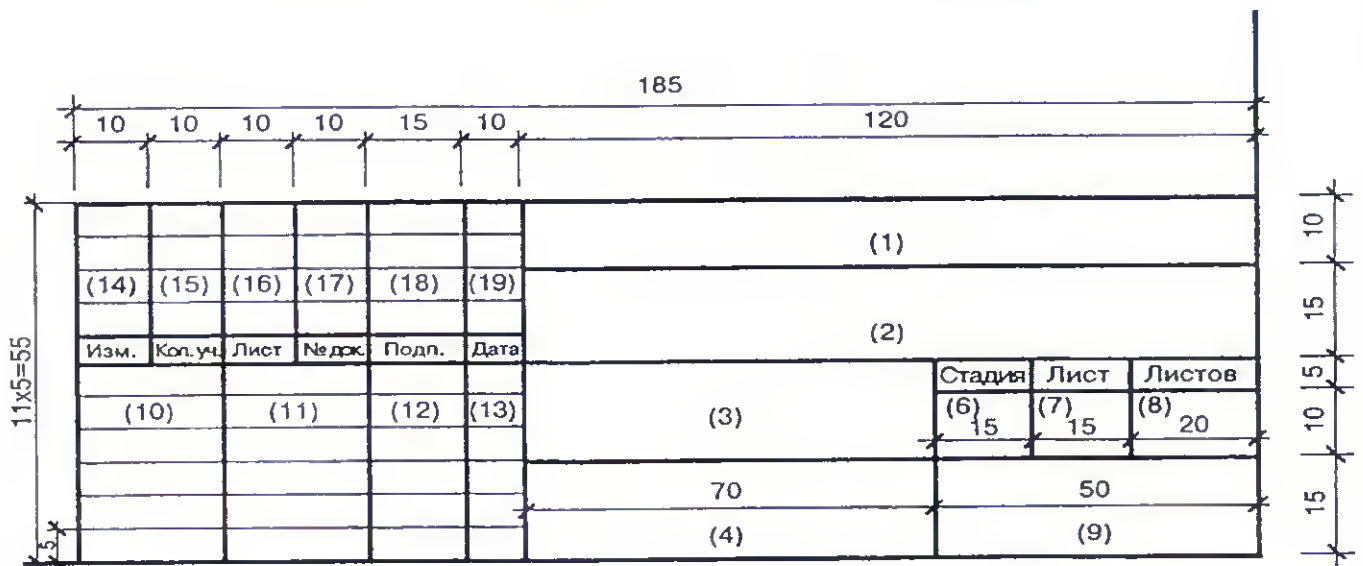 185
10 10 10 10 15 10 120
(1) 10
(14) (15) (16) (17) (18) (19)
(2) 15
Изм. Кол.уч. Лист №док. Подп. Дата
11x5=55
Стадия Лист Листов 5
(10) (11) (12) (13) (3) (6) 15 (7) 15 (8) 20 10
70 50
15
5 (4) (9)